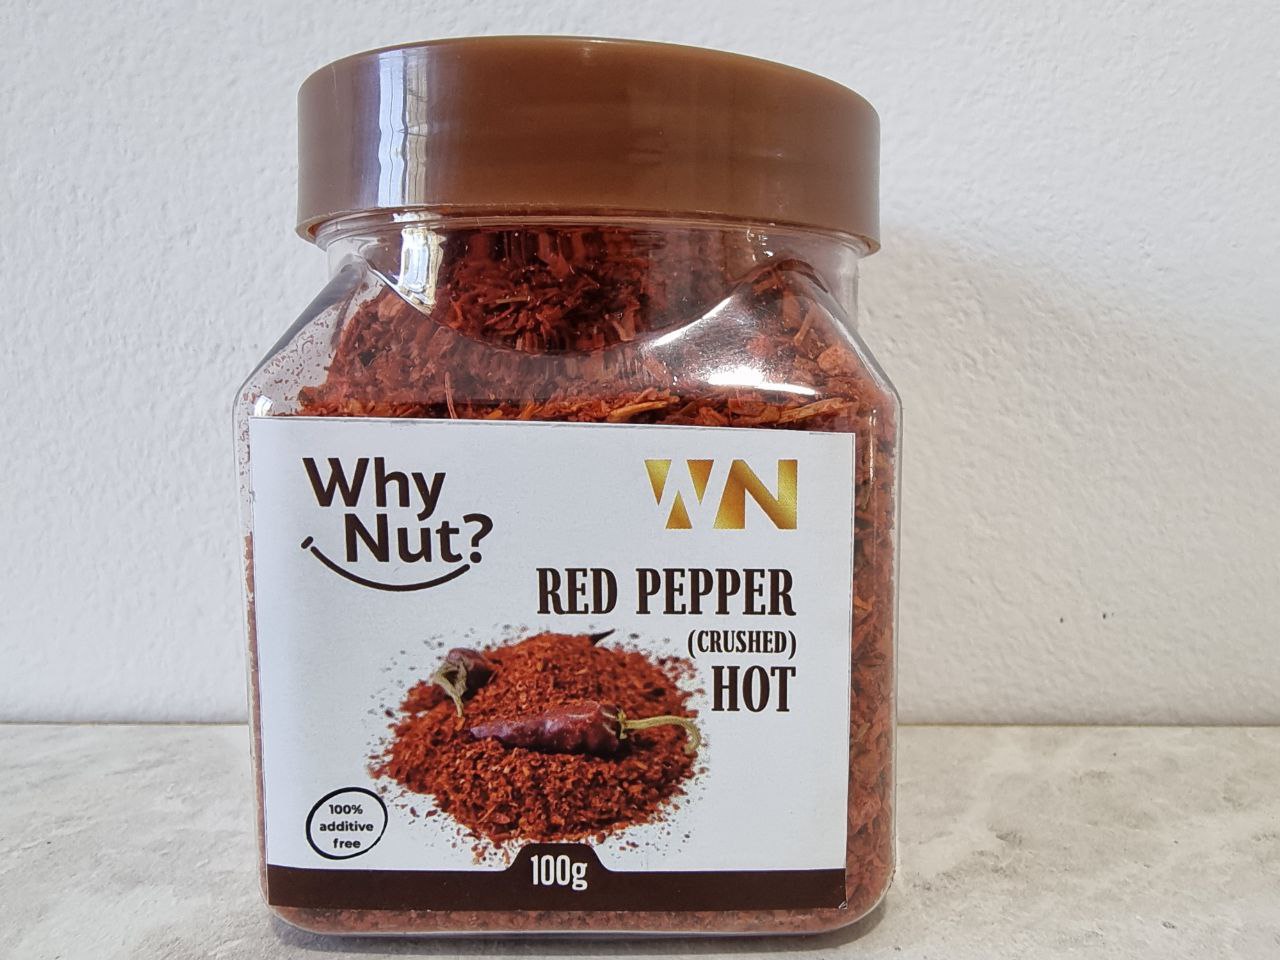 Why
Nut?
WN
RED PEPPER
(CRUSHED)
HOT
100%
additive
free
100g